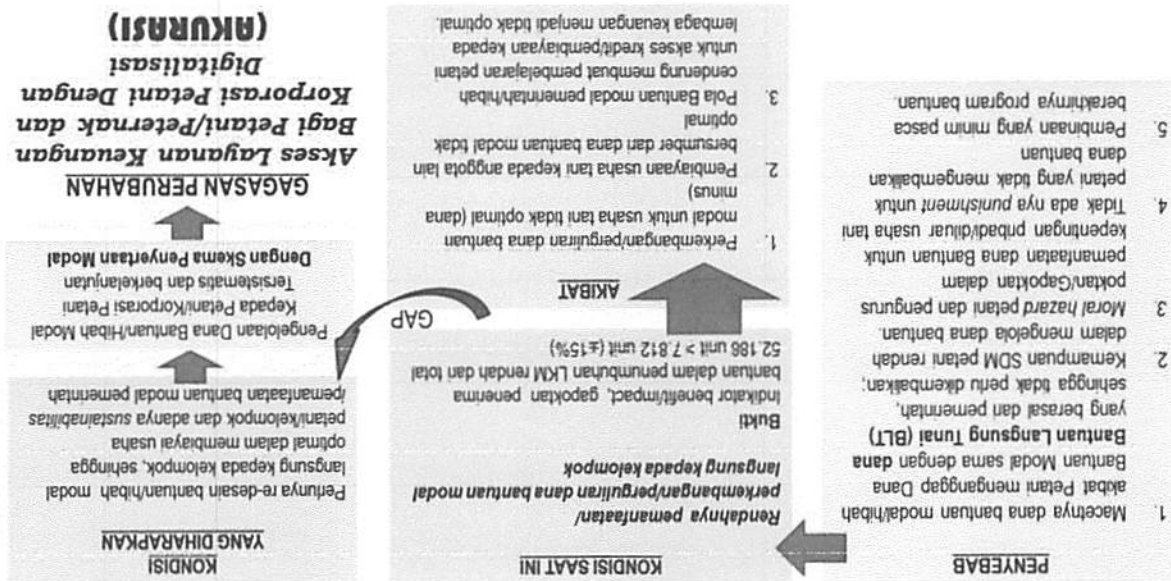 PENYEBAB
1. Macetnya dana bantuan modal/hibah
akibat Petani menganggap Dana
Bantuan Modal sama dengan dana
Bantuan Langsung Tunai (BLT)
yang berasal dari pemerintah,
sehingga tidak perlu dikembalikan;
2. Kemampuan SDM petani rendah
dalam mengelola dana bantuan.
3 Moral hazard petani dan pengurus
poktan/Gapoktan dalam
pemanfaatan dana Bantuan untuk
kepentingan pribadi/diluar usaha tani
4. Tidak ada nya punishment untuk
petani yang tidak mengembalikan
dana bantuan
5. Pembinaan yang minim pasca
berakhirnya program bantuan.
KONDISI SAAT INI
Rendahnya pemanfaatan/
perkembangan/perguliran dana bantuan modal
langsung kepada kelompok
Bukti
Indikator benefit/impact, gapoktan penerima
bantuan dalam penumbuhan LKM rendah dari total
52.186 unit > 7.812 unit (±15%)
GAP
AKIBAT
1. Perkembangan/perguliran dana bantuan
modal untuk usaha tani tidak optimal (dana
minus)
2. Pembiayaan usaha tani kepada anggota lain
bersumber dari dana bantuan modal tidak
optimal
3. Pola Bantuan modal pemerintah/hibah
cenderung membuat pembelajaran petani
untuk akses kredit/pembiayaan kepada
lembaga keuangan menjadi tidak optimal.
KONDISI
YANG DIHARAPKAN
Perlunya re-desain bantuan/hibah modal
langsung kepada kelompok, sehingga
optimal dalam membiayai usaha
petani/kelompok dan adanya sustainabilitas
ipemanfaatan bantuan modal pemerintah
Pengelolaan Dana Bantuan/Hibah Modal
Kepada Petani/Korporasi Petani
Tersistematis dan berkelanjutan
Dengan Skema Penyertaan Modal
GAGASAN PERUBAHAN
Akses Layanan Keuangan
Bagi Petani/Peternak dan
Korporasi Petani Dengan
Digitalisasi
(AKURASI)